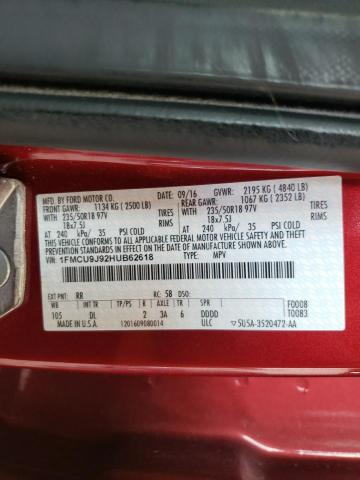 MFD. BY FORD MOTOR CO. DATE: 09/16 GVWR: 2195 KG (4840 LB)
FRONT GAWR: 1134 KG (2500 LB) REAR GAWR: 1067 KG (2352 LB)
WITH 235/50R18 97V TIRES WITH 235/50R18 97V TIRES
18x7.5J RIMS 18x7.5J RIMS
AT 240 kPa/ 35 PSI COLD AT 240 kPa/ 35 PSI COLD
THIS VEHICLE CONFORMS TO ALL APPLICABLE FEDERAL MOTOR VEHICLE
SAFETY AND THEFT PREVENTION STANDARDS IN EFFECT ON THE DATE OF
MANUFACTURE SHOWN ABOVE.
VIN: 1FMCU9J92HUB62618 TYPE: MPV
EXT PNT: RR RC: 58 DSO:
WB INT TR TP/PS R AXLE TR SPR F0008
105 DL 2 3A 6 DDDD T0083
MADE IN U.S.A. 1201609080014 ULC 5U5A-3520472-AA